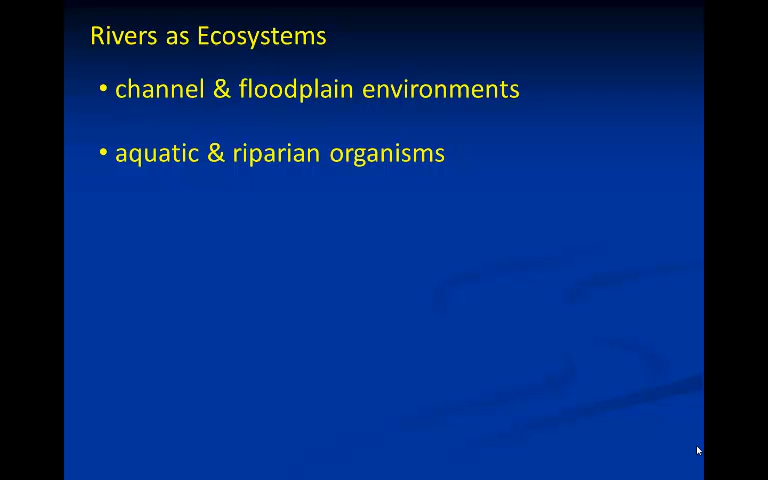 Rivers as Ecosystems
• channel & floodplain environments
• aquatic & riparian organisms